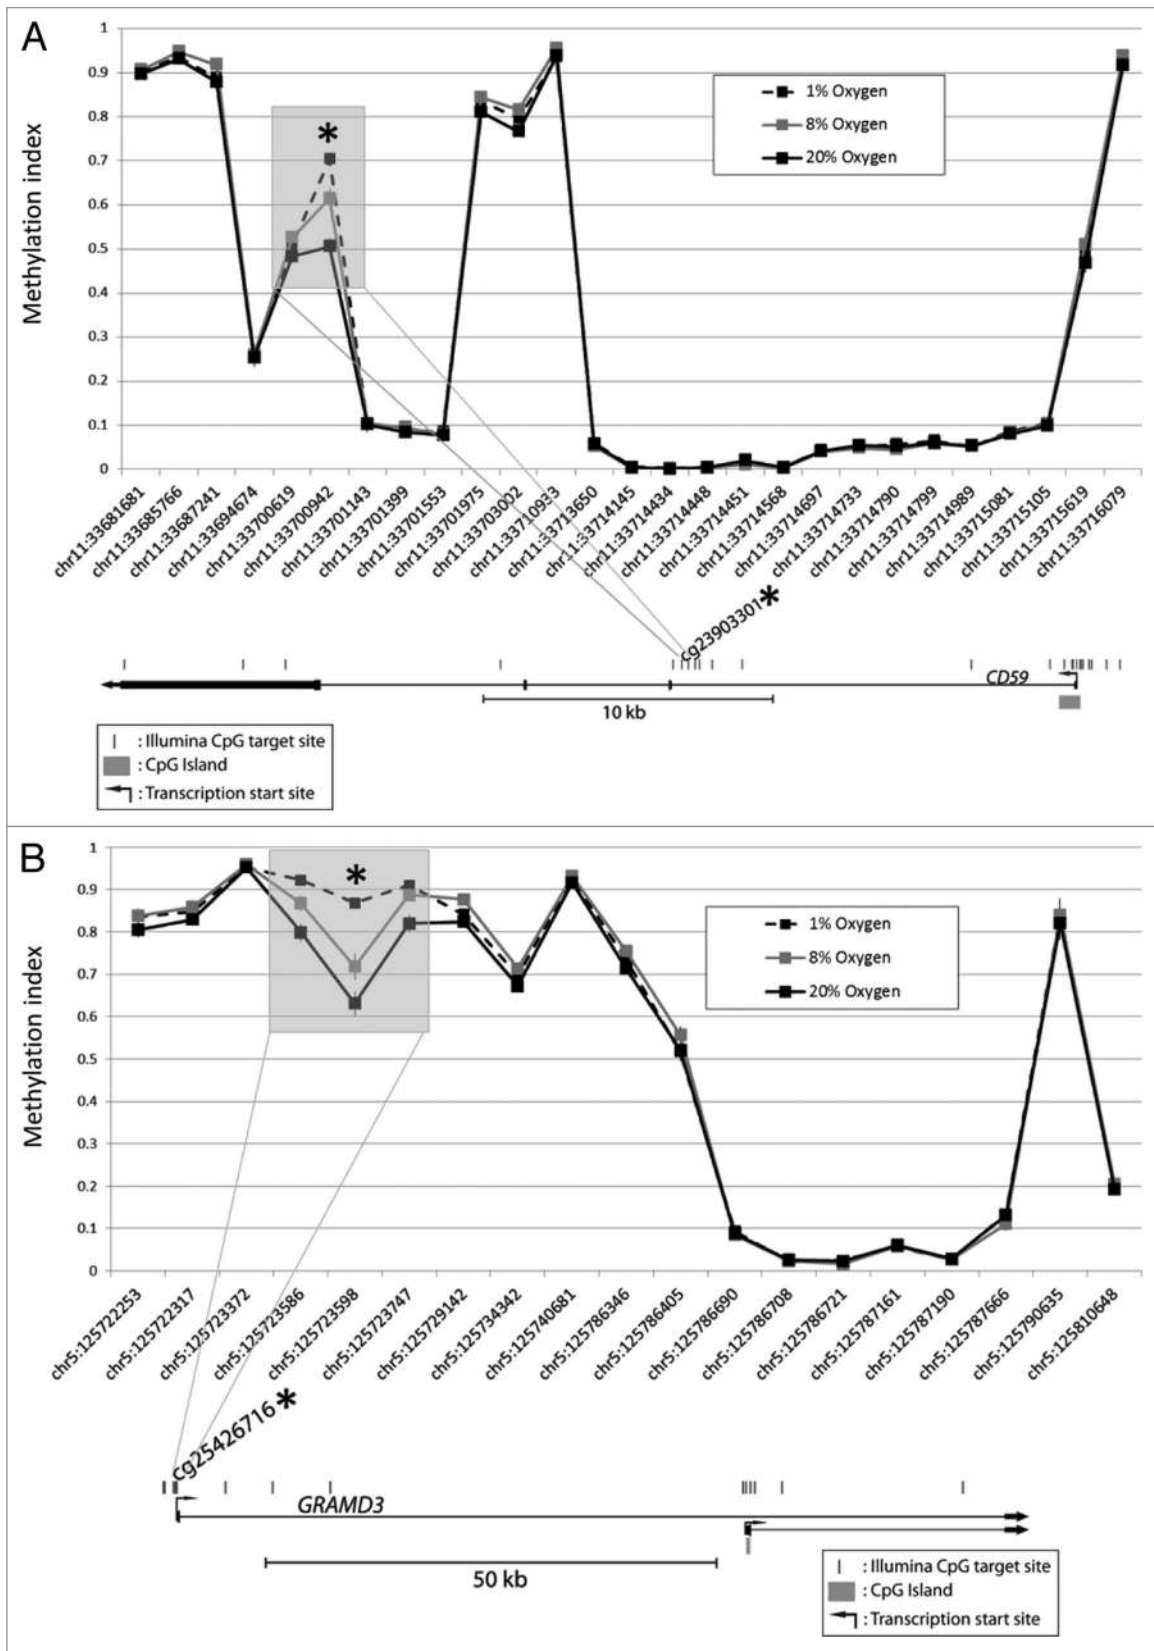 A
Methylation index
1
0.9
0.8
0.7
0.6
0.5
0.4
0.3
0.2
0.1
0
*
1% Oxygen
8% Oxygen
20% Oxygen
chr11:33681681
chr11:33685766
chr11:33687241
chr11:33694674
chr11:33700619
chr11:33700942
chr11:33701143
chr11:33701399
chr11:33701553
chr11:33701975
chr11:33703002
chr11:33710933
chr11:33713650
chr11:33714145
chr11:33714434
chr11:33714448
chr11:33714451
chr11:33714568
chr11:33714697
chr11:33714733
chr11:33714790
chr11:33714799
chr11:33714989
chr11:33715081
chr11:33715105
chr11:33715619
chr11:33716079
cg23903301*
CD59
10 kb
| : Illumina CpG target site
: CpG Island
: Transcription start site
B
Methylation index
1
0.9
0.8
0.7
0.6
0.5
0.4
0.3
0.2
0.1
0
*
1% Oxygen
8% Oxygen
20% Oxygen
chr5:125722253
chr5:125722317
chr5:125723372
chr5:125723586
chr5:125723598
chr5:125723747
chr5:125729142
chr5:125734342
chr5:125740681
chr5:125786346
chr5:125786405
chr5:125786690
chr5:125786708
chr5:125786721
chr5:125787161
chr5:125787190
chr5:125787666
chr5:125790635
chr5:125810648
cg25426716*
GRAMD3
50 kb
| : Illumina CpG target site
: CpG Island
: Transcription start site